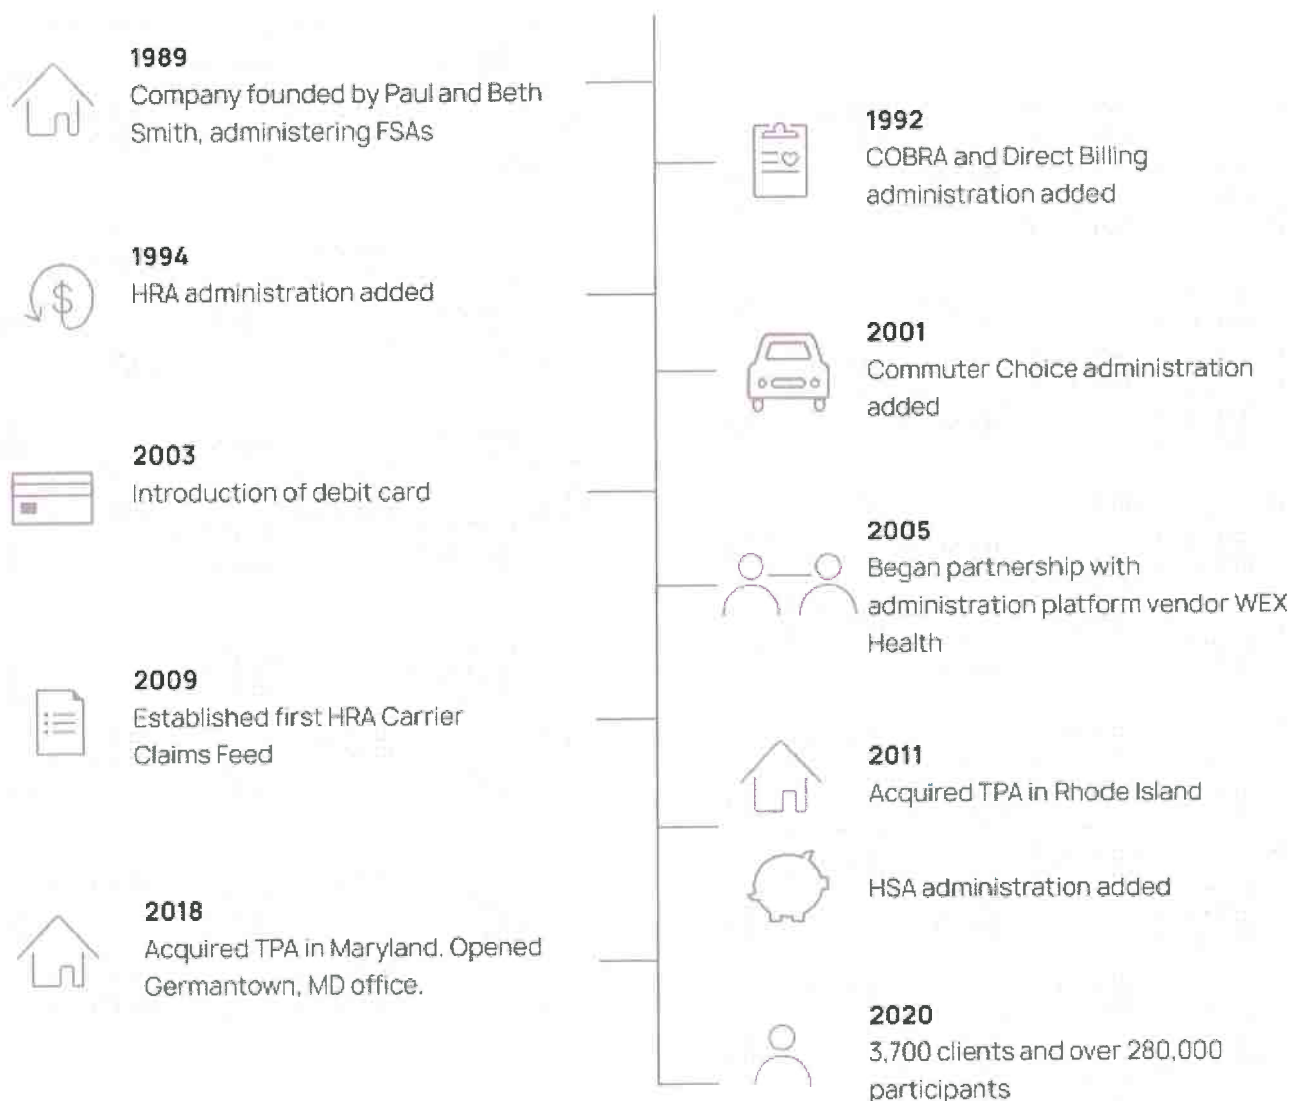 1989
Company founded by Paul and Beth
Smith, administering FSAs
1992
COBRA and Direct Billing
administration added
1994
HRA administration added
$
2001
Commuter Choice administration
added
2003
Introduction of debit card
2005
Began partnership with
administration platform vendor WEX
Health
2009
Established first HRA Carrier
Claims Feed
2011
Acquired TPA in Rhode Island
HSA administration added
2018
Acquired TPA in Maryland. Opened
Germantown, MD office.
2020
3,700 clients and over 280,000
participants